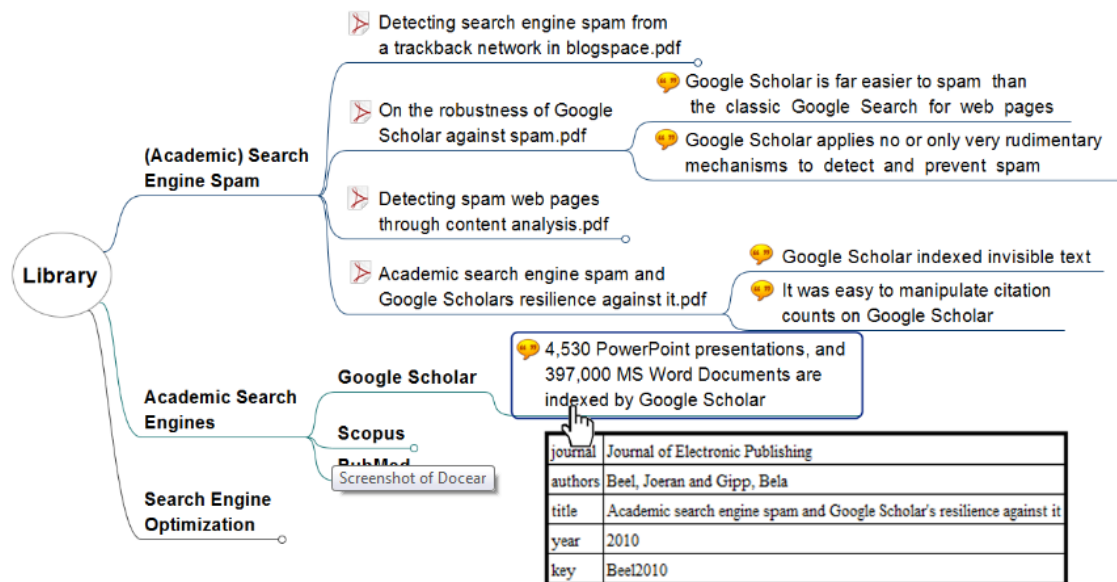 Library
(Academic) Search
Engine Spam
Detecting search engine spam from
a trackback network in blogspace.pdf
On the robustness of Google
Scholar against spam.pdf
Google Scholar is far easier to spam than
the classic Google Search for web pages
Google Scholar applies no or only very rudimentary
mechanisms to detect and prevent spam
Detecting spam web pages
through content analysis.pdf
Academic search engine spam and
Google Scholars resilience against it.pdf
Google Scholar indexed invisible text
It was easy to manipulate citation
counts on Google Scholar
Academic Search
Engines
Google Scholar
4,530 PowerPoint presentations, and
397,000 MS Word Documents are
indexed by Google Scholar
Scopus
PubMed
Screenshot of Docear
Search Engine
Optimization
journal Journal of Electronic Publishing
authors Beel, Joeran and Gipp, Bela
title Academic search engine spam and Google Scholar's resilience against it
year 2010
key Beel2010